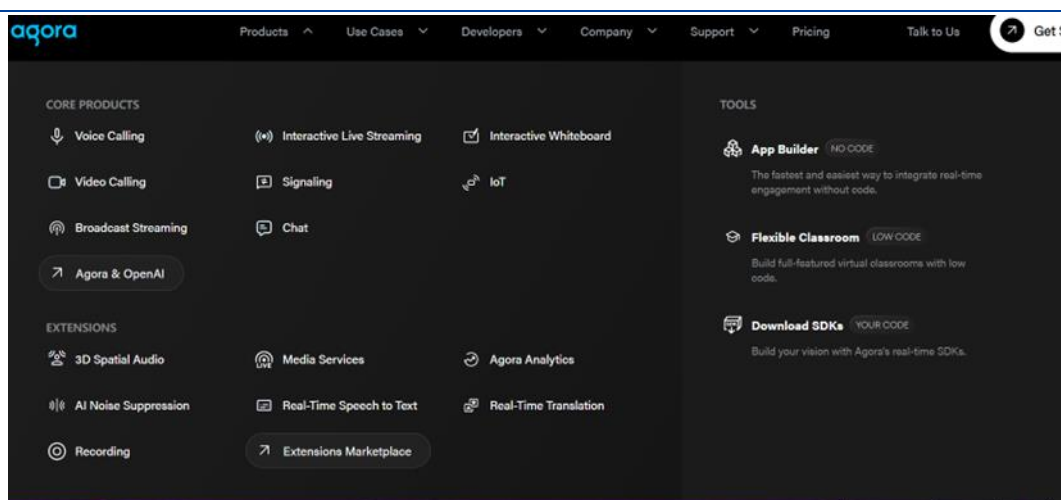 agora
Products Use Cases Developers Company Support Pricing Talk to Us Get S
CORE PRODUCTS
Voice Calling Interactive Live Streaming Interactive Whiteboard
Video Calling Signaling IoT
Broadcast Streaming Chat
Agora & OpenAI
EXTENSIONS
3D Spatial Audio Media Services Agora Analytics
AI Noise Suppression Real-Time Speech to Text Real-Time Translation
Recording Extensions Marketplace
TOOLS
App Builder NO CODE
The fastest and easiest way to integrate real-time
engagement without code.
Flexible Classroom LOW CODE
Build full-featured virtual classrooms with low
code.
Download SDKs YOUR CODE
Build your vision with Agora's real-time SDKs.